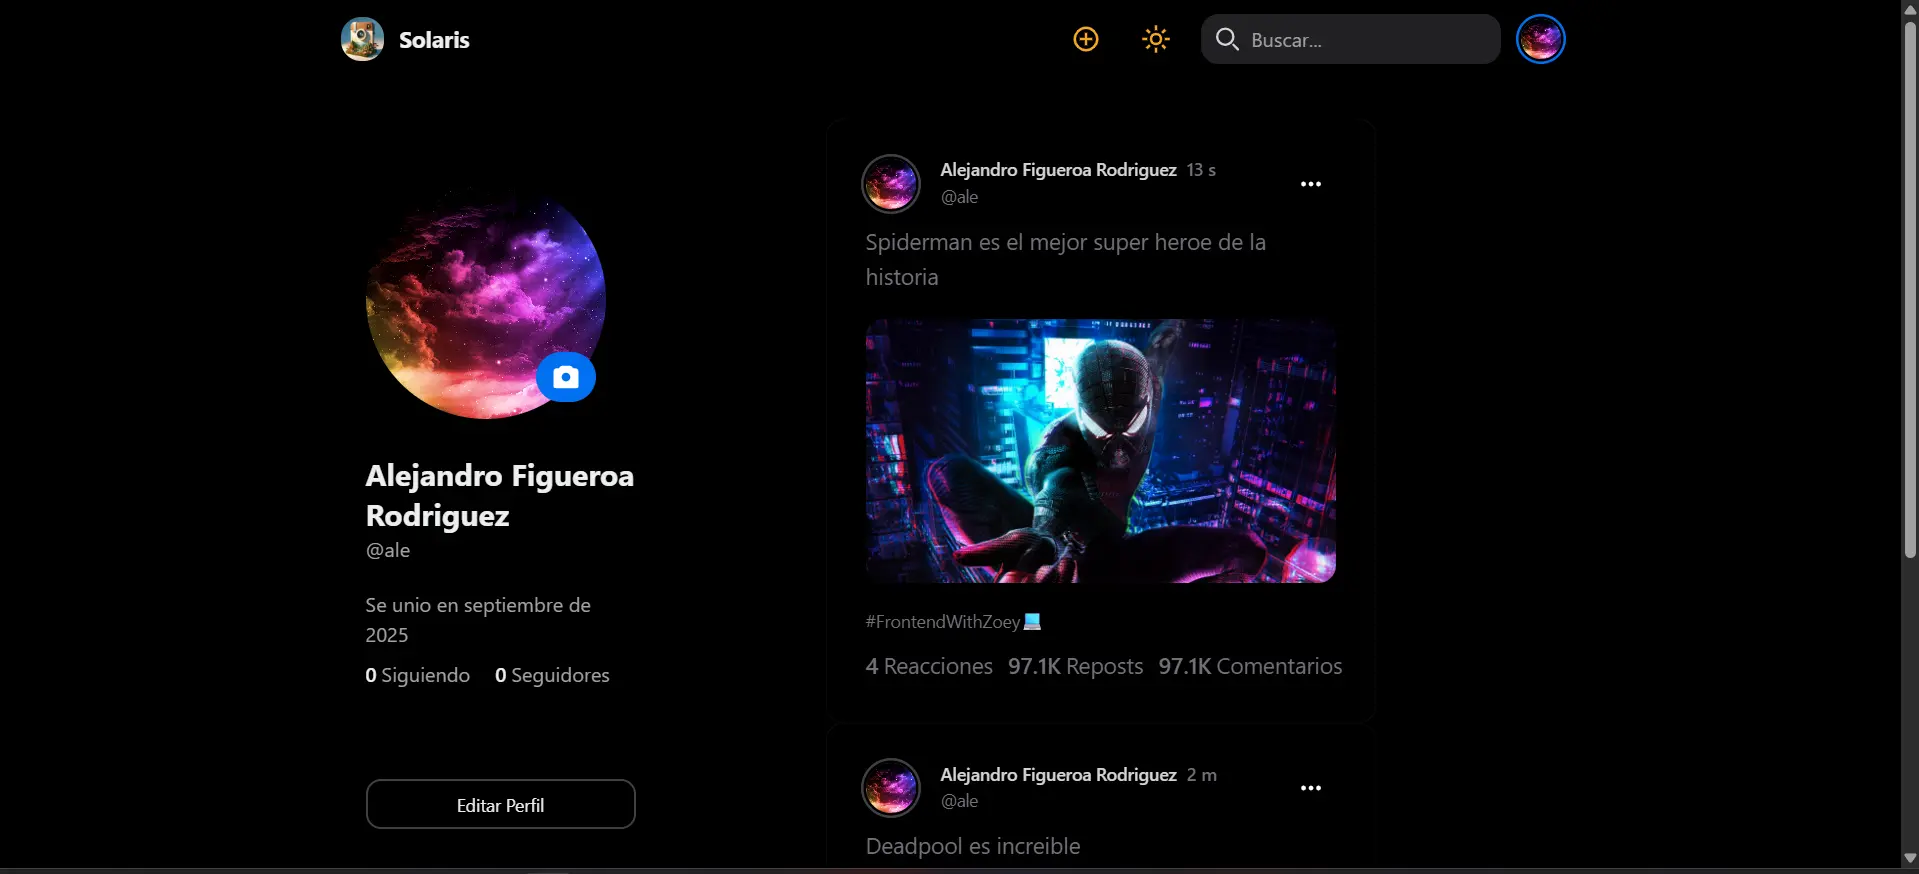 Solaris
Buscar...
Alejandro Figueroa
Rodriguez
@ale
Se unio en septiembre de
2025
0 Siguiendo 0 Seguidores
Editar Perfil
Alejandro Figueroa Rodriguez 13 s
@ale
Spiderman es el mejor super heroe de la
historia
#FrontendWithZoey💻
4 Reacciones 97.1K Reposts 97.1K Comentarios
Alejandro Figueroa Rodriguez 2 m
@ale
Deadpool es increible